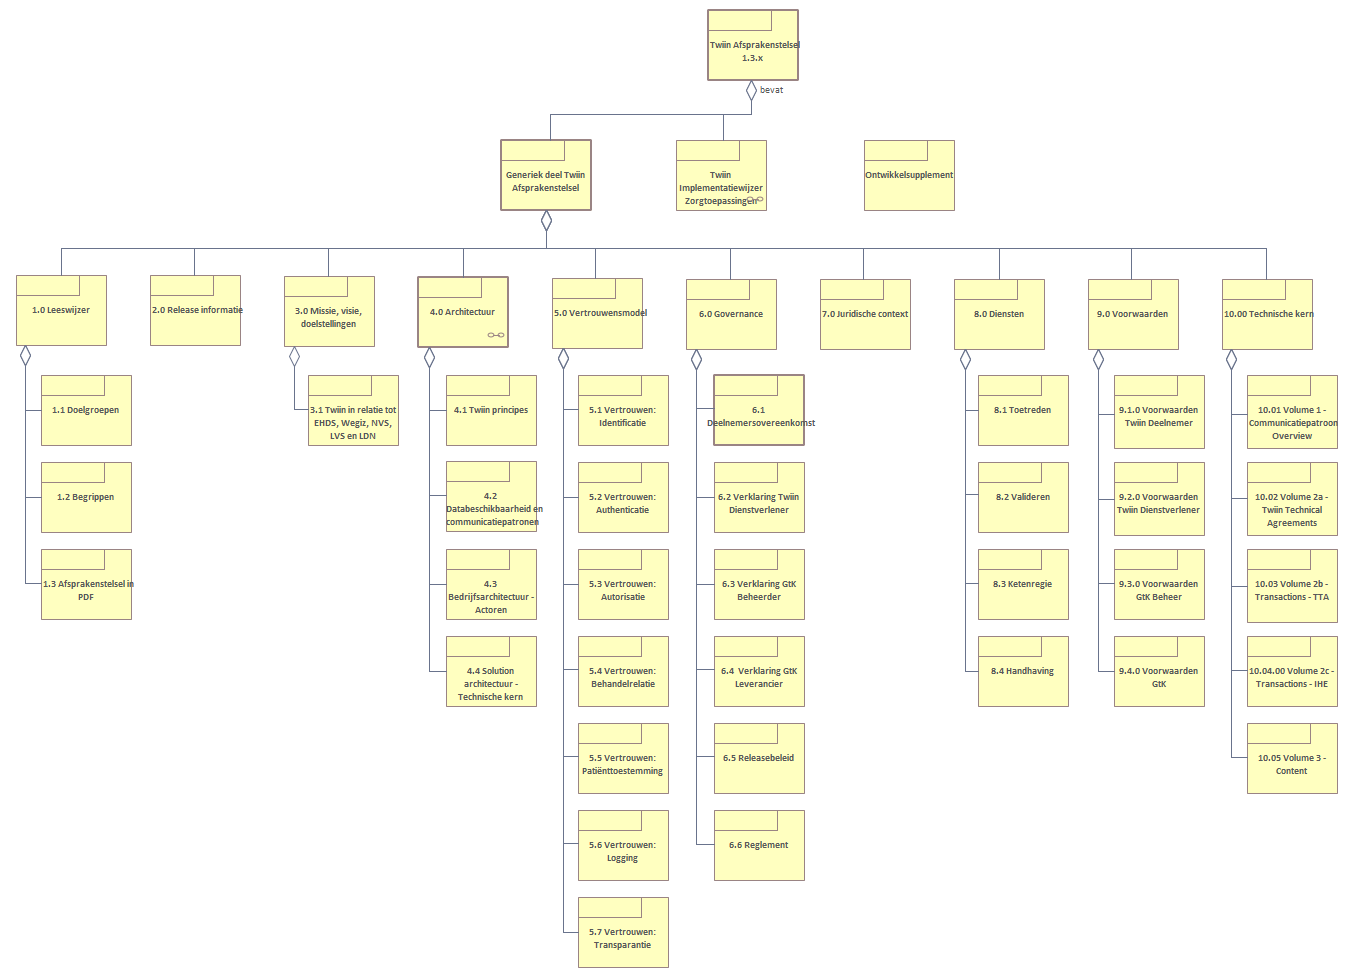 Twiin Afsprakenstelsel
1.3.x
bevat
Generiek deel Twiin
Afsprakenstelsel
Twiin
Implementatiewijzer
Zorgtoepassingen
Ontwikkelsupplement
1.0 Leeswijzer
2.0 Release informatie
3.0 Missie, visie,
doelstellingen
4.0 Architectuur
5.0 Vertrouwensmodel
6.0 Governance
7.0 Juridische context
8.0 Diensten
9.0 Voorwaarden
10.00 Technische kern
1.1 Doelgroepen
1.2 Begrippen
1.3 Afsprakenstelsel in
PDF
3.1 Twiin in relatie tot
EHDS, Wegiz, NVS,
LVS en LDN
4.1 Twiin principes
4.2
Databeschikbaarheid en
communicatiepatronen
4.3
Bedrijfsarchitectuur -
Actoren
4.4 Solution
architectuur -
Technische kern
5.1 Vertrouwen:
Identificatie
5.2 Vertrouwen:
Authenticatie
5.3 Vertrouwen:
Autorisatie
5.4 Vertrouwen:
Behandelrelatie
5.5 Vertrouwen:
Patiënttoestemming
5.6 Vertrouwen:
Logging
5.7 Vertrouwen:
Transparantie
6.1
Deelnemersovereenkomst
6.2 Verklaring Twiin
Dienstverlener
6.3 Verklaring GtK
Beheerder
6.4 Verklaring GtK
Leverancier
6.5 Releasebeleid
6.6 Reglement
8.1 Toetreden
8.2 Valideren
8.3 Ketenregie
8.4 Handhaving
9.1.0 Voorwaarden
Twiin Deelnemer
9.2.0 Voorwaarden
Twiin Dienstverlener
9.3.0 Voorwaarden
GtK Beheer
9.4.0 Voorwaarden
GtK
10.01 Volume 1 -
Communicatiepatroon
Overview
10.02 Volume 2a -
Twiin Technical
Agreements
10.03 Volume 2b -
Transactions - TTA
10.04.00 Volume 2c -
Transactions - IHE
10.05 Volume 3 -
Content